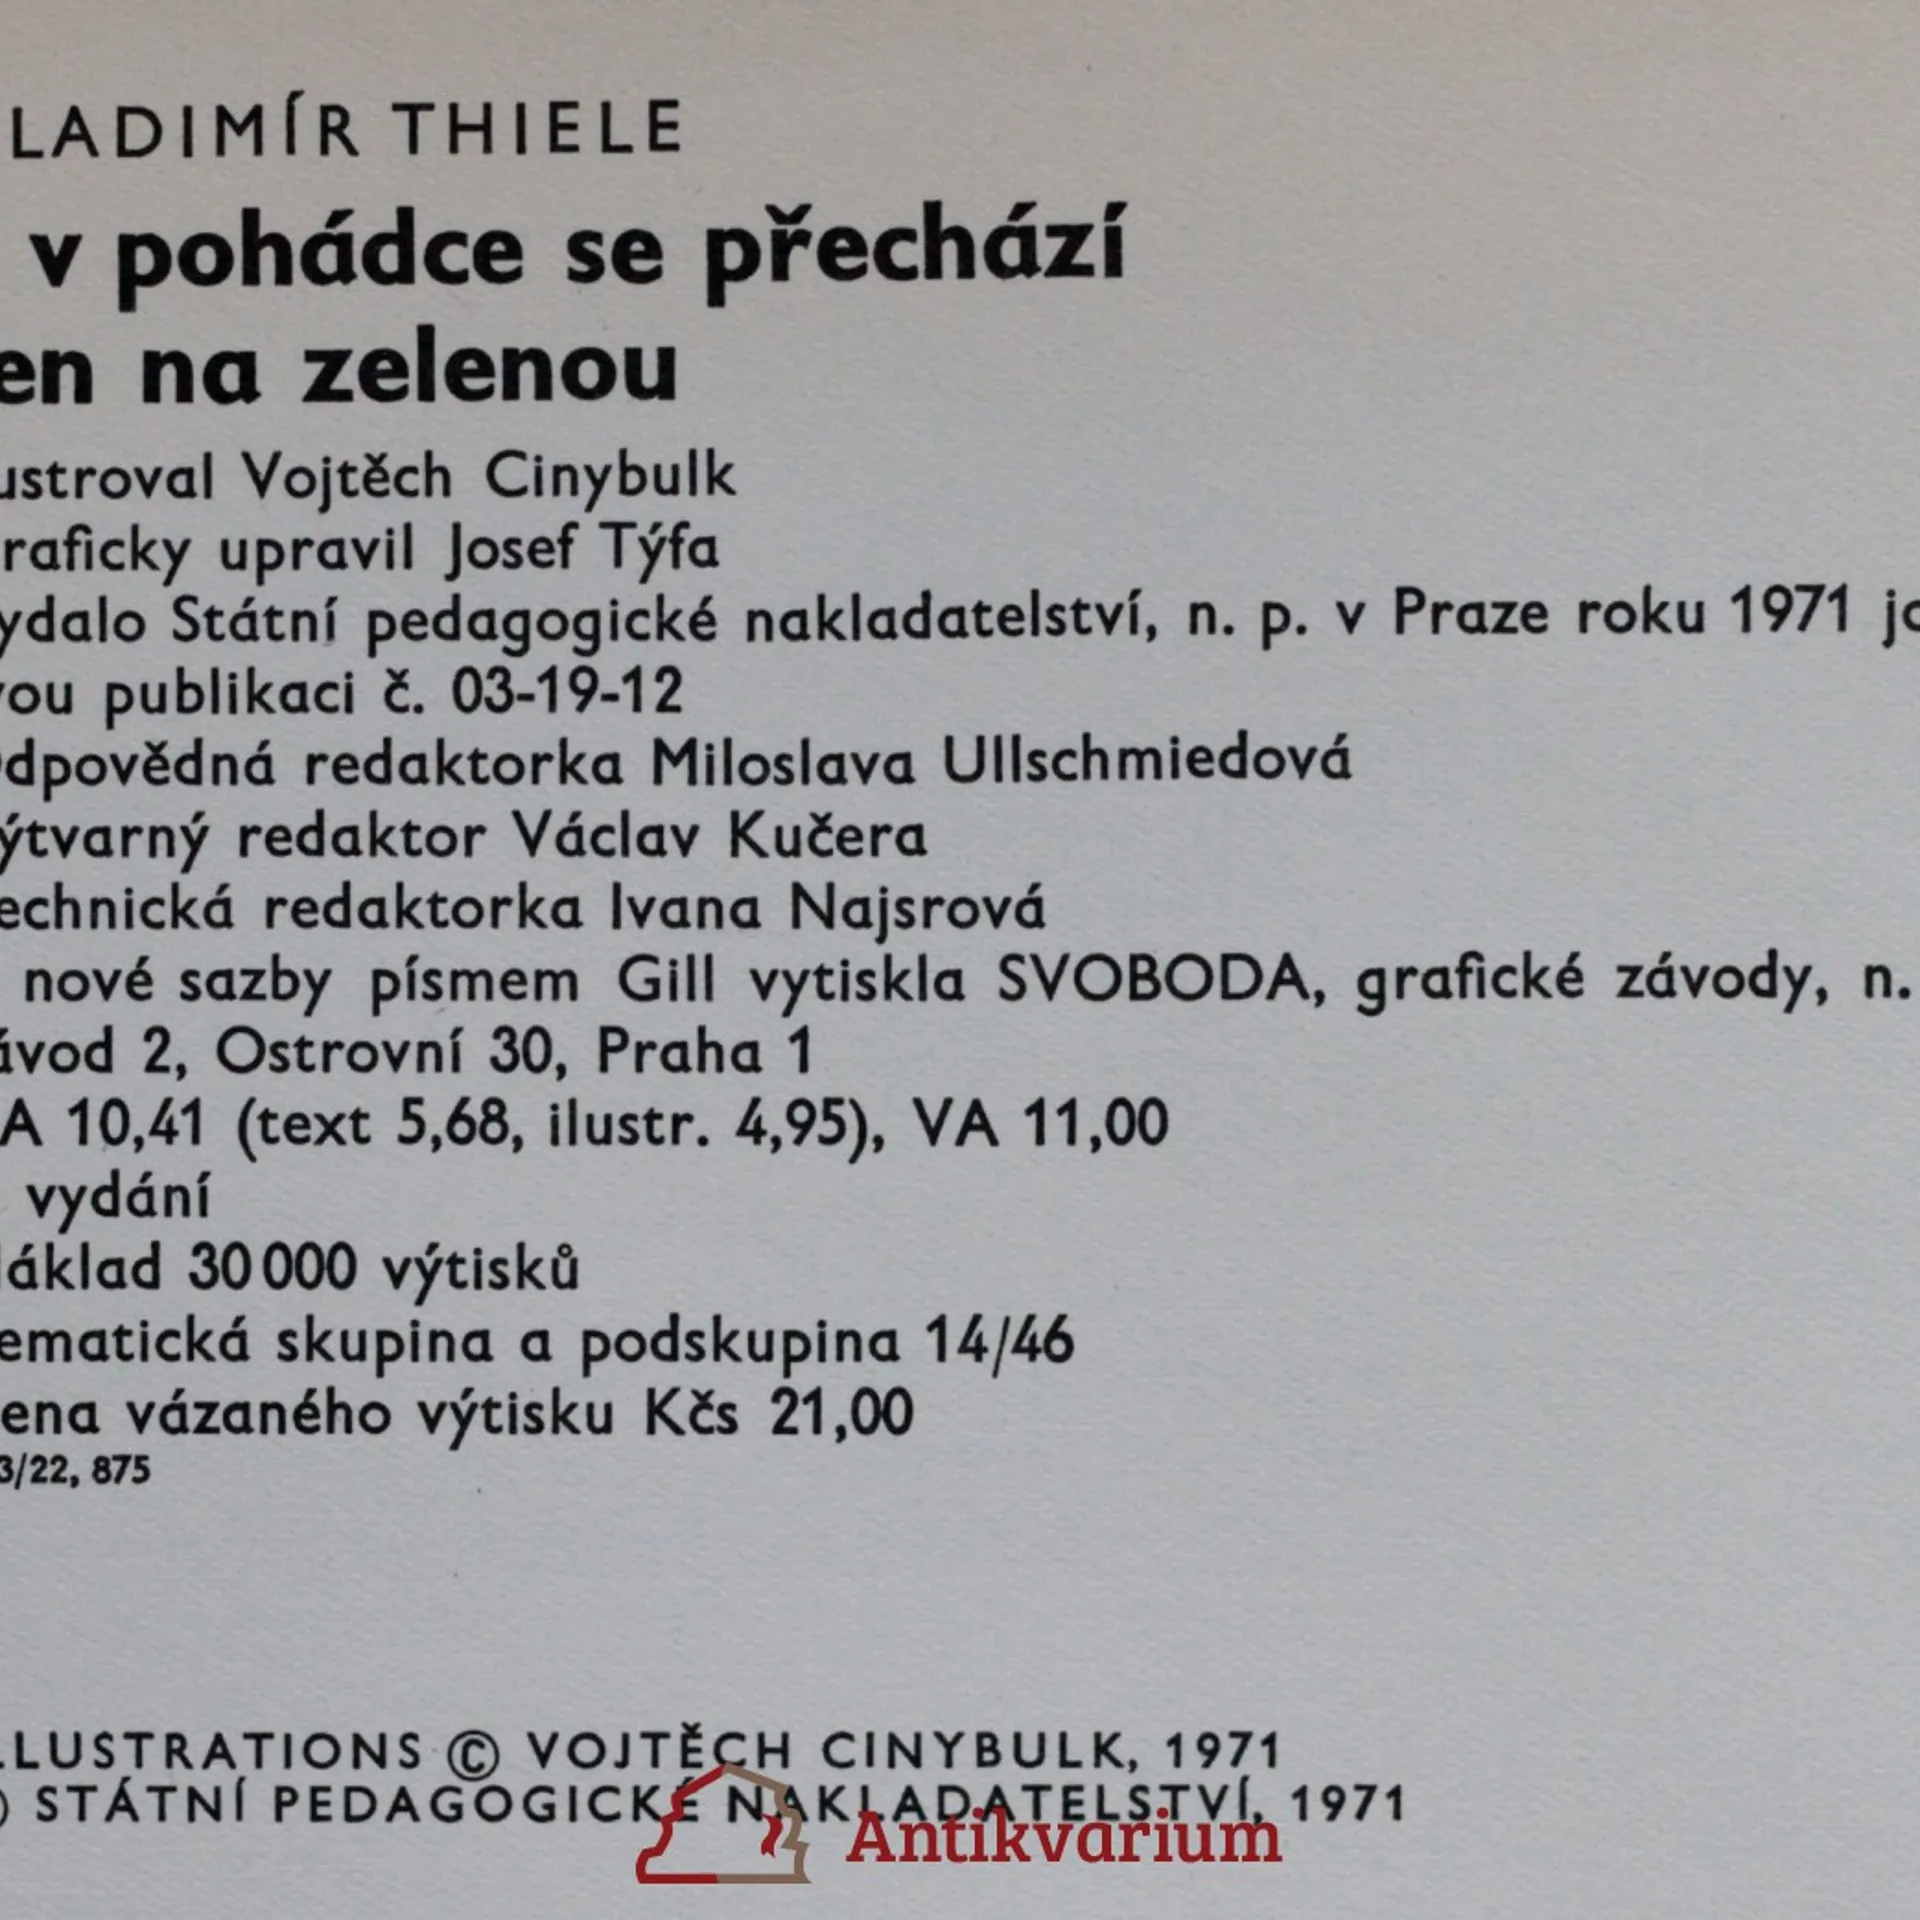 LADIMÍR THIELE
v pohádce se přechází
en na zelenou
ustroval Vojtěch Cinybulk
raficky upravil Josef Týfa
ydalo Státní pedagogické nakladatelství, n. p. v Praze roku 1971 jo
vou publikaci č. 03-19-12
dpovědná redaktorka Miloslava Ullschmiedová
ýtvarný redaktor Václav Kučera
echnická redaktorka Ivana Najsrová
nové sazby písmem Gill vytiskla SVOBODA, grafické závody, n.
ávod 2, Ostrovní 30, Praha 1
A 10,41 (text 5,68, ilustr. 4,95), VA 11,00
vydání
áklad 30 000 výtisků
ematická skupina a podskupina 14/46
ena vázaného výtisku Kčs 21,00
3/22, 875
LLUSTRATIONS © VOJTĚCH CINYBULK, 1971
STÁTNÍ PEDAGOGICKÉ NAKLADATELSTVÍ, 1971
Antikvarium